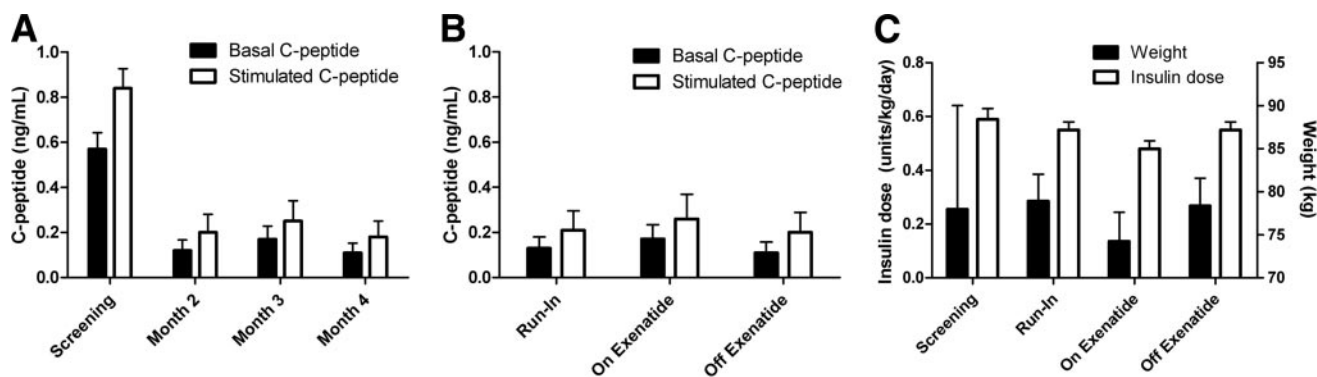 A
Basal C-peptide
Stimulated C-peptide
C-peptide (ng/mL)
1.0
0.8
0.6
0.4
0.2
0.0
Screening
Month 2
Month 3
Month 4
B
Basal C-peptide
Stimulated C-peptide
C-peptide (ng/mL)
1.0
0.8
0.6
0.4
0.2
0.0
Run-In
On Exenatide
Off Exenatide
C
Weight
Insulin dose
Insulin dose (units/kg/day)
0.8
0.6
0.4
0.2
0.0
95
90
85
80
75
70
Weight (kg)
Screening
Run-In
On Exenatide
Off Exenatide